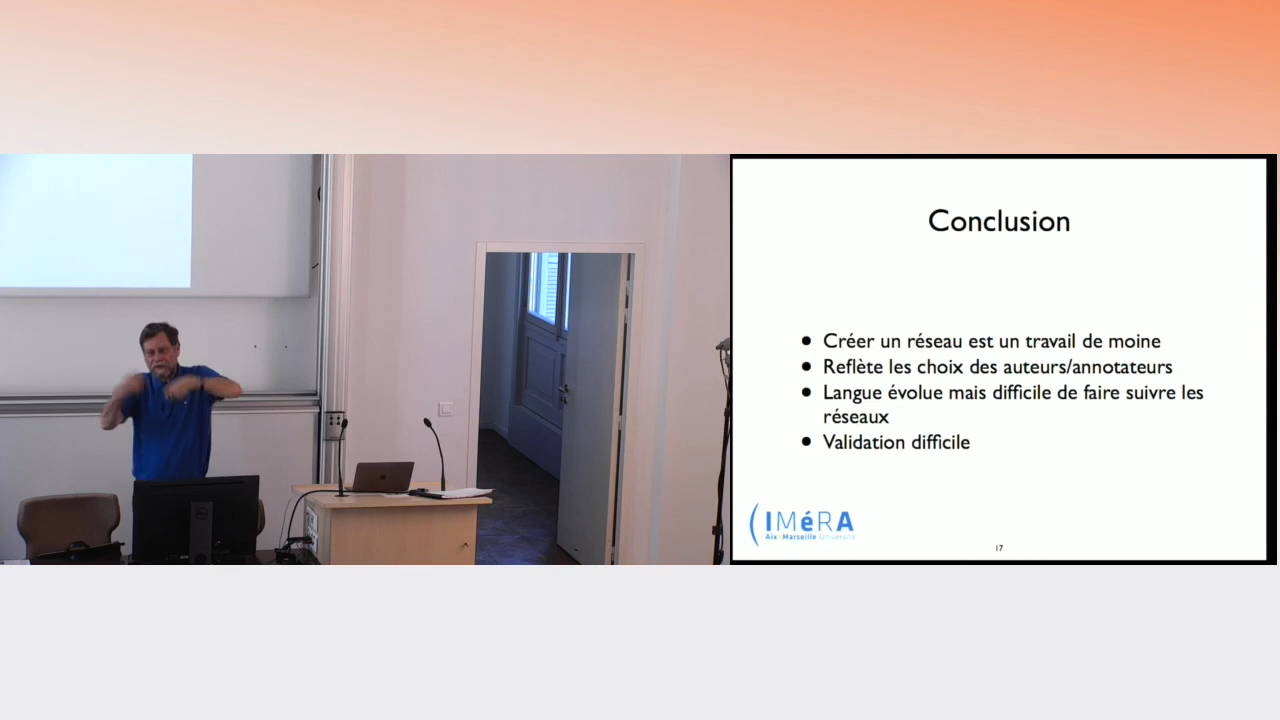 Conclusion
• Créer un réseau est un travail de moine
• Reflète les choix des auteurs/annotateurs
• Langue évolue mais difficile de faire suivre les
réseaux
• Validation difficile
IMéRA
Aix Marseille Université
17